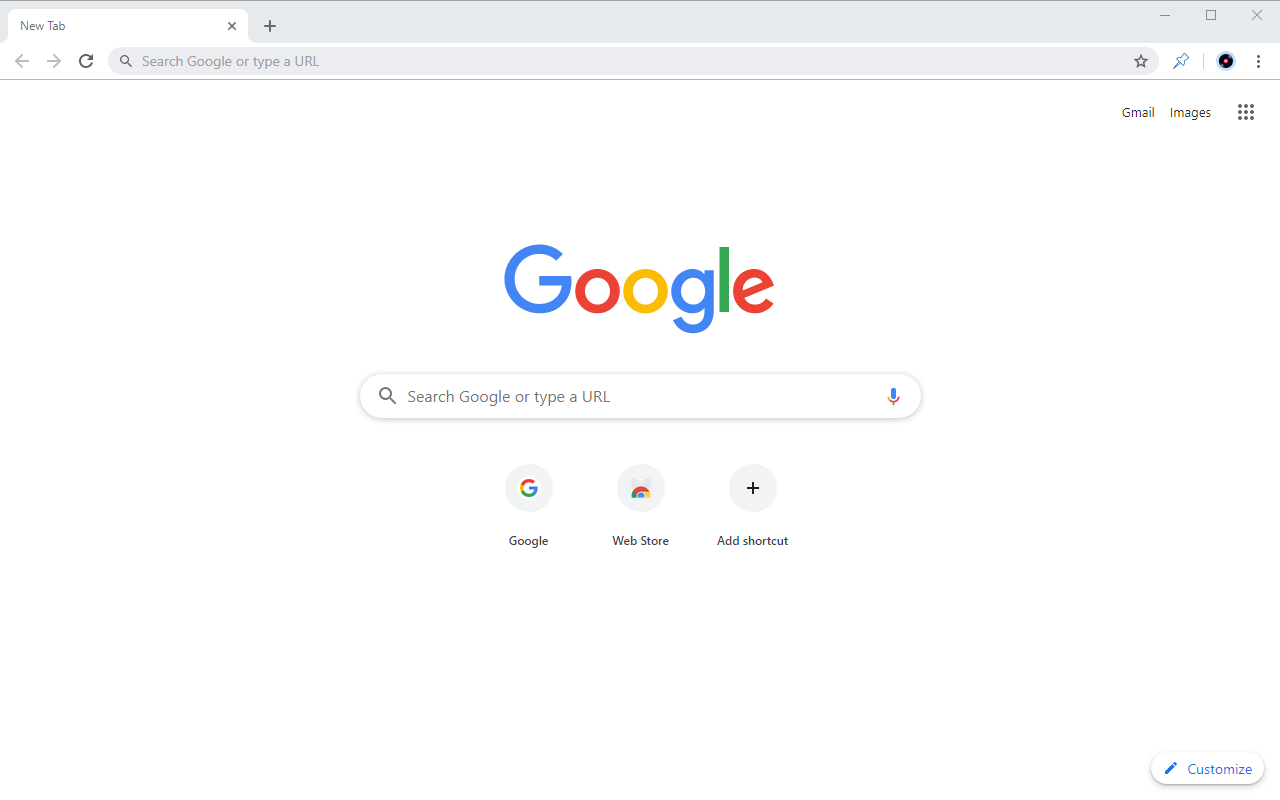 New Tab
Search Google or type a URL
Gmail Images
Google
Search Google or type a URL
Google Web Store Add shortcut
Customize